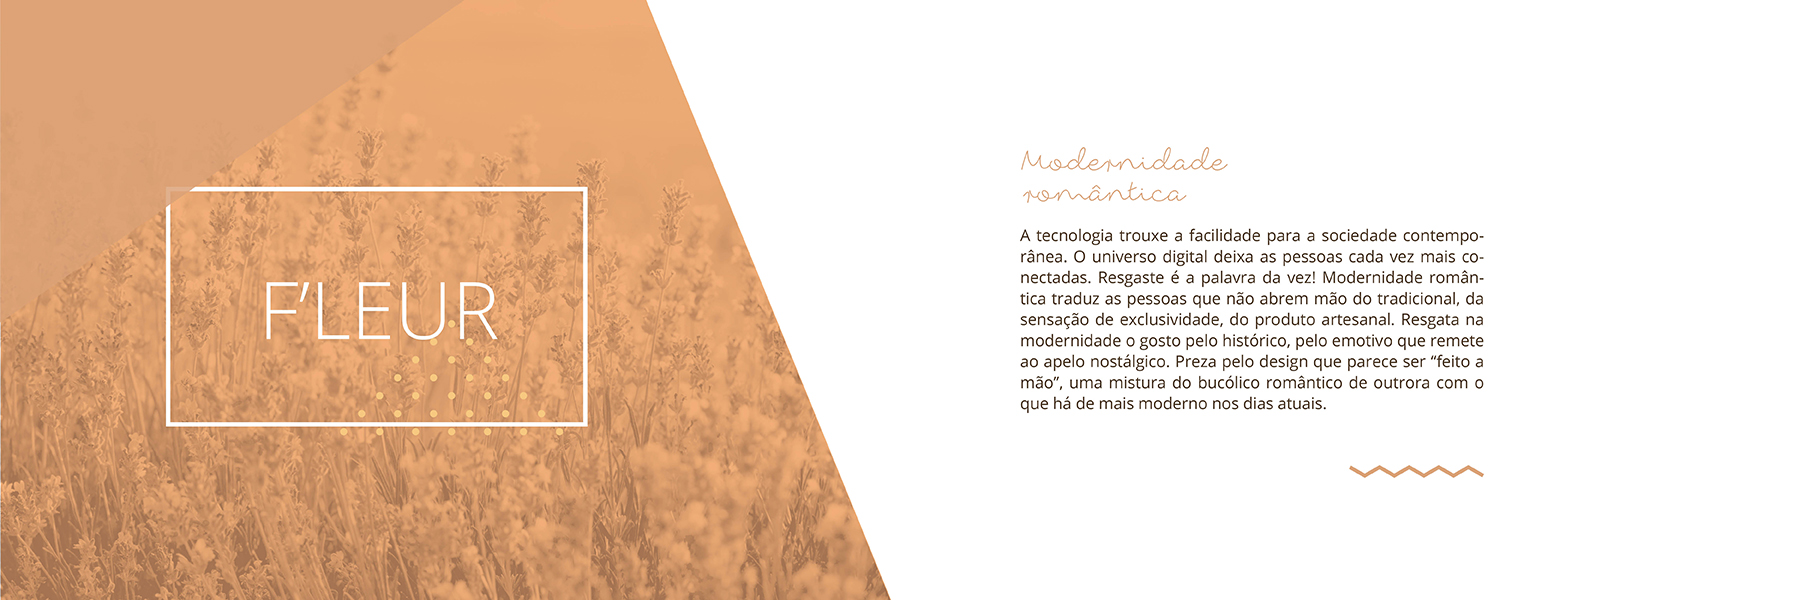 F'LEUR
Modernidade
romântica
A tecnologia trouxe a facilidade para a sociedade contempo-
rânea. O universo digital deixa as pessoas cada vez mais co-
nectadas. Resgaste é a palavra da vez! Modernidade român-
tica traduz as pessoas que não abrem mão do tradicional, da
sensação de exclusividade, do produto artesanal. Resgata na
modernidade o gosto pelo histórico, pelo emotivo que remete
ao apelo nostálgico. Preza pelo design que parece ser “feito a
mão”, uma mistura do bucólico romântico de outrora com o
que há de mais moderno nos dias atuais.